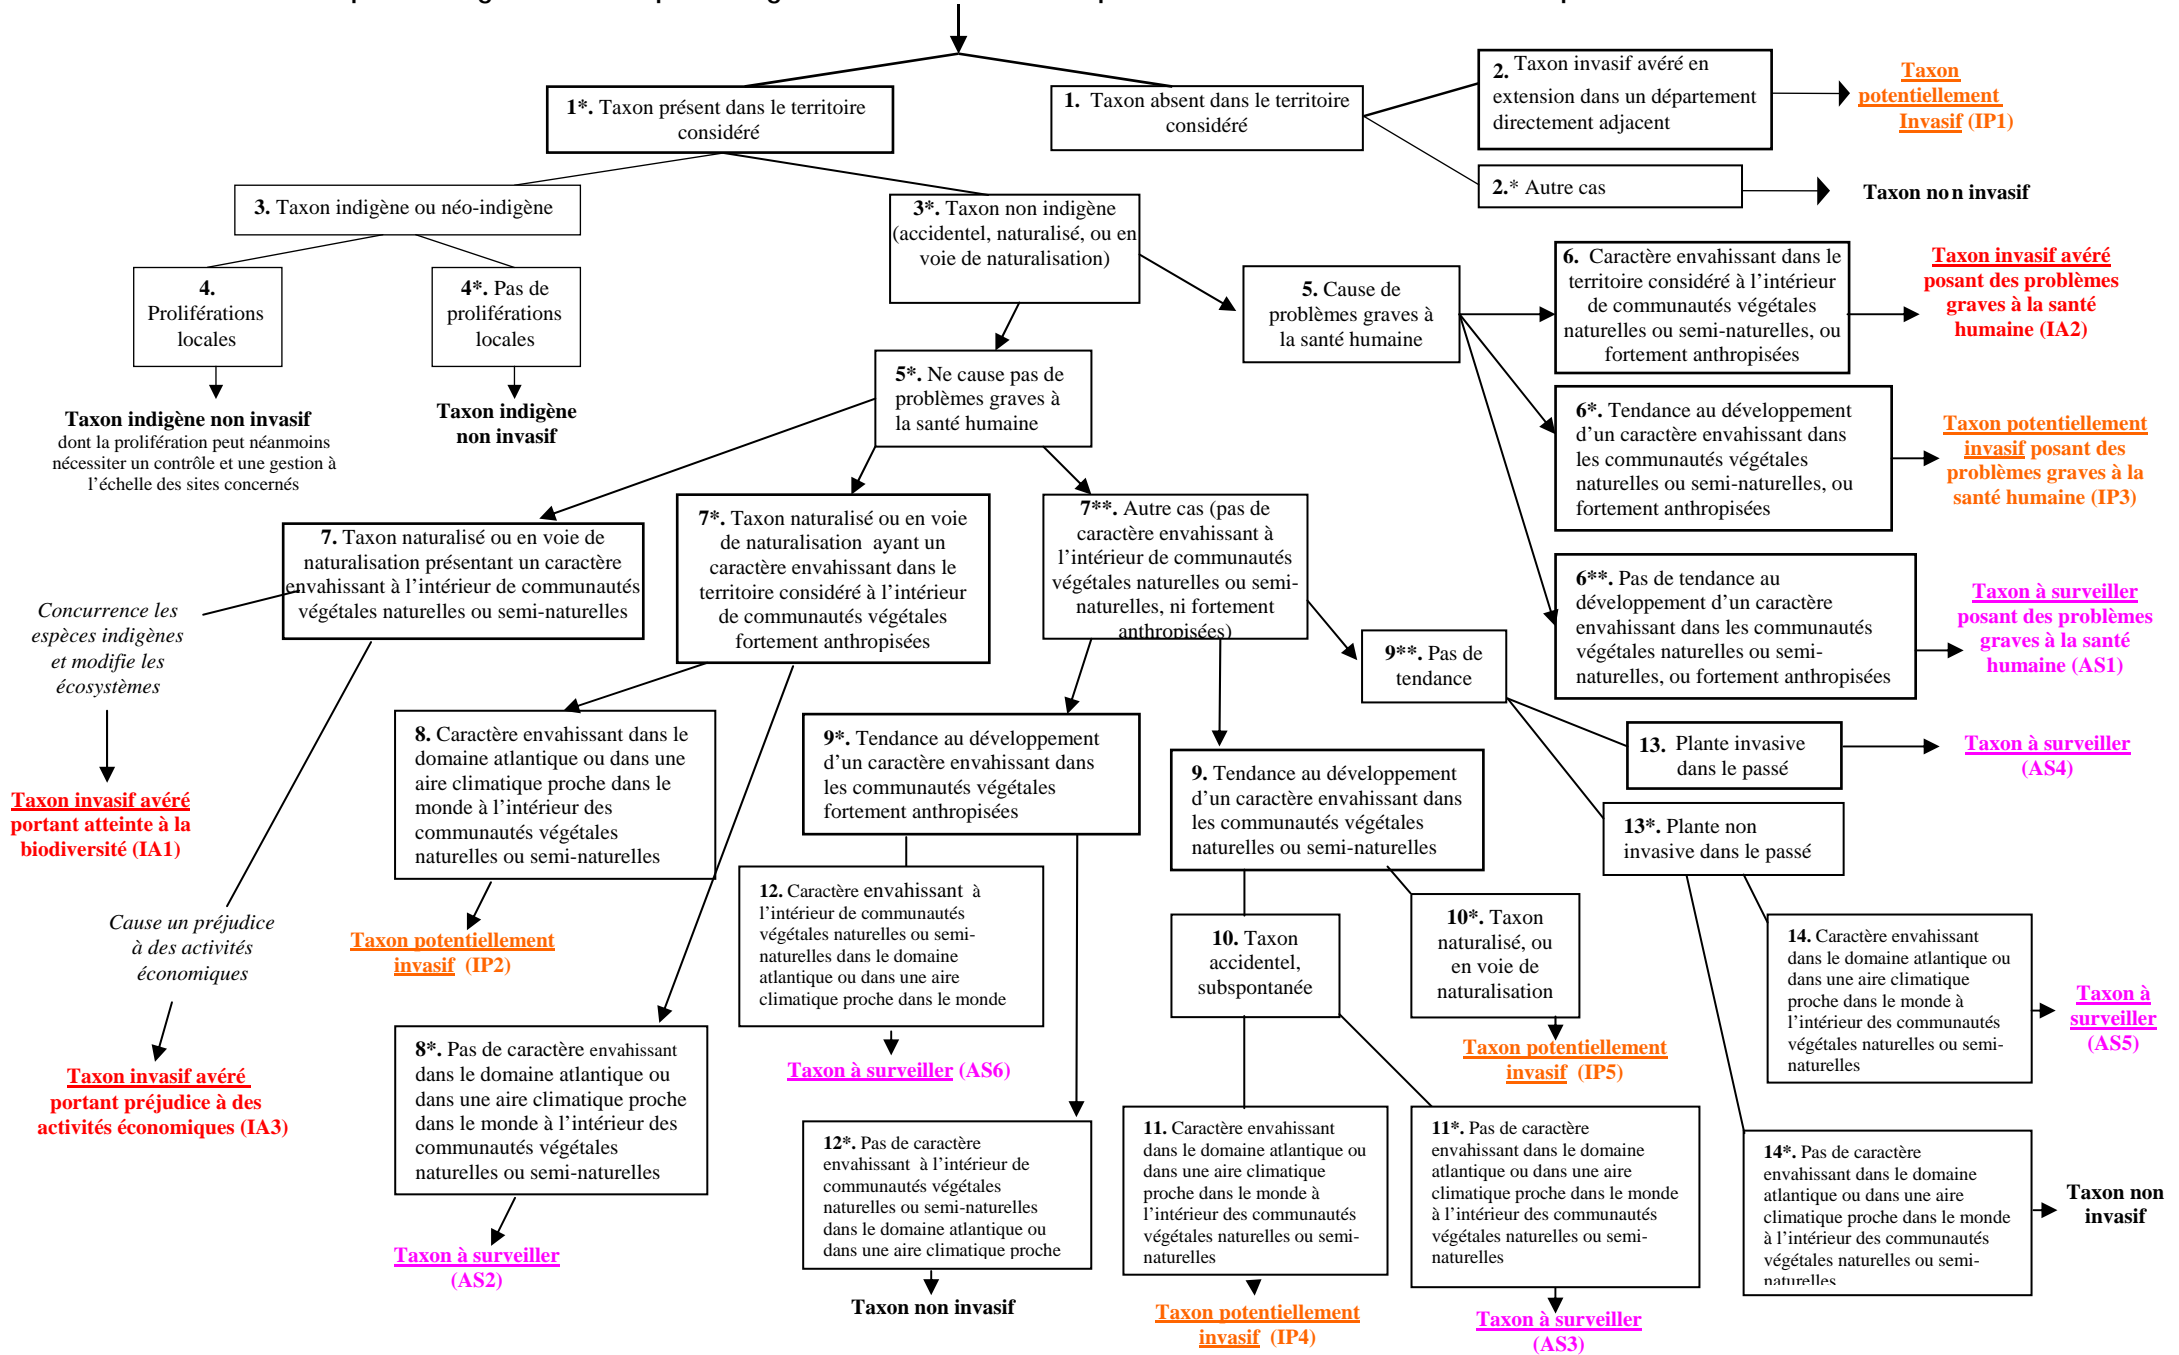 1*. Taxon présent dans le territoire
considéré
1. Taxon absent dans le territoire
considéré
2. Taxon invasif avéré en
extension dans un département
directement adjacent
Taxon
potentiellement
Invasif (IP1)
2.* Autre cas
Taxon non invasif
3. Taxon indigène ou néo-indigène
3*. Taxon non indigène
(accidentel, naturalisé, ou en
voie de naturalisation)
4.
Proliférations
locales
4*. Pas de
proliférations
locales
Taxon indigène non invasif
dont la prolifération peut néanmoins
nécessiter un contrôle et une gestion à
l’échelle des sites concernés
Taxon indigène
non invasif
5. Cause de
problèmes graves à
la santé humaine
5*. Ne cause pas de
problèmes graves à
la santé humaine
6. Caractère envahissant dans le
territoire considéré à l’intérieur
de communautés végétales
naturelles ou semi-naturelles, ou
fortement anthropisées
Taxon invasif avéré
posant des problèmes
graves à la santé
humaine (IA2)
6*. Tendance au développement
d’un caractère envahissant dans
les communautés végétales
naturelles ou semi-naturelles, ou
fortement anthropisées
Taxon potentiellement
invasif posant des
problèmes graves à la
santé humaine (IP3)
6**. Pas de tendance au
développement d’un caractère
envahissant dans les communautés
végétales naturelles ou semi-
naturelles, ou fortement anthropisées
Taxon à surveiller
posant des problèmes
graves à la santé
humaine (AS1)
7. Taxon naturalisé ou en voie de
naturalisation présentant un caractère
envahissant à l’intérieur de communautés
végétales naturelles ou semi-naturelles
7*. Taxon naturalisé ou en voie
de naturalisation ayant un
caractère envahissant dans le
territoire considéré à l’intérieur
de communautés végétales
fortement anthropisées
7**. Autre cas (pas de
caractère envahissant à
l’intérieur de communautés
végétales naturelles ou semi-
naturelles, ni fortement
anthropisées)
Concurrence les
espèces indigènes
et modifie les
écosystèmes
Taxon invasif avéré
portant atteinte à la
biodiversité (IA1)
Cause un préjudice
à des activités
économiques
Taxon invasif avéré
portant préjudice à des
activités économiques (IA3)
8. Caractère envahissant dans le
domaine atlantique ou dans une
aire climatique proche dans le
monde à l’intérieur des
communautés végétales
naturelles ou semi-naturelles
Taxon potentiellement
invasif (IP2)
8*. Pas de caractère envahissant
dans le domaine atlantique ou
dans une aire climatique proche
dans le monde à l’intérieur des
communautés végétales
naturelles ou semi-naturelles
Taxon à surveiller
(AS2)
9*. Tendance au développement
d’un caractère envahissant dans
les communautés végétales
fortement anthropisées
9. Tendance au développement
d’un caractère envahissant dans
les communautés végétales
naturelles ou semi-naturelles
9**. Pas de
tendance
12. Caractère envahissant à
l’intérieur de communautés
végétales naturelles ou semi-
naturelles dans le domaine
atlantique ou dans une aire
climatique proche dans le monde
Taxon à surveiller (AS6)
12*. Pas de caractère
envahissant à l’intérieur de
communautés végétales
naturelles ou semi-naturelles
dans le domaine atlantique ou
dans une aire climatique proche
Taxon non invasif
10. Taxon
accidentel,
subspontanée
10*. Taxon
naturalisé, ou
en voie de
naturalisation
Taxon potentiellement
invasif (IP5)
11. Caractère envahissant
dans le domaine atlantique ou
dans une aire climatique
proche dans le monde à
l’intérieur des communautés
végétales naturelles ou semi-
naturelles
Taxon potentiellement
invasif (IP4)
11*. Pas de caractère
envahissant dans le domaine
atlantique ou dans une aire
climatique proche dans le monde
à l’intérieur des communautés
végétales naturelles ou semi-
naturelles
Taxon à surveiller
(AS3)
13. Plante invasive
dans le passé
Taxon à surveiller
(AS4)
13*. Plante non
invasive dans le passé
14. Caractère envahissant
dans le domaine atlantique ou
dans une aire climatique
proche dans le monde à
l’intérieur des communautés
végétales naturelles ou semi-
naturelles
Taxon à
surveiller
(AS5)
14*. Pas de caractère
envahissant dans le domaine
atlantique ou dans une aire
climatique proche dans le monde
à l’intérieur des communautés
végétales naturelles ou semi-
naturelles
Taxon non
invasif